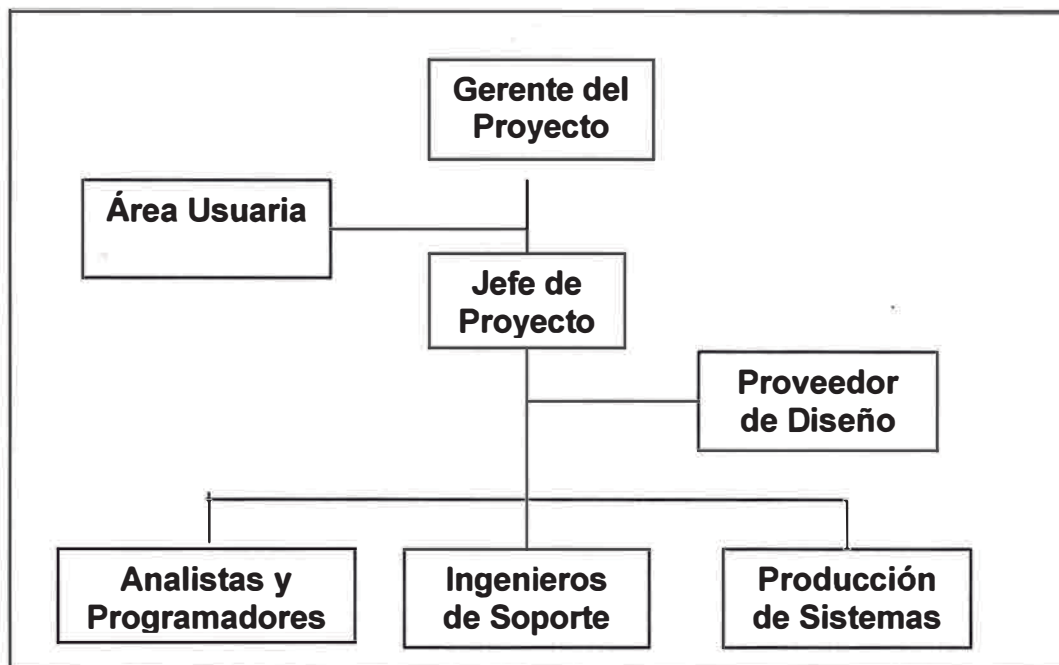 Gerente del
Proyecto
Área Usuaria
Jefe de
Proyecto
Proveedor
de Diseño
Analistas y
Programadores
Ingenieros
de Soporte
Producción
de Sistemas